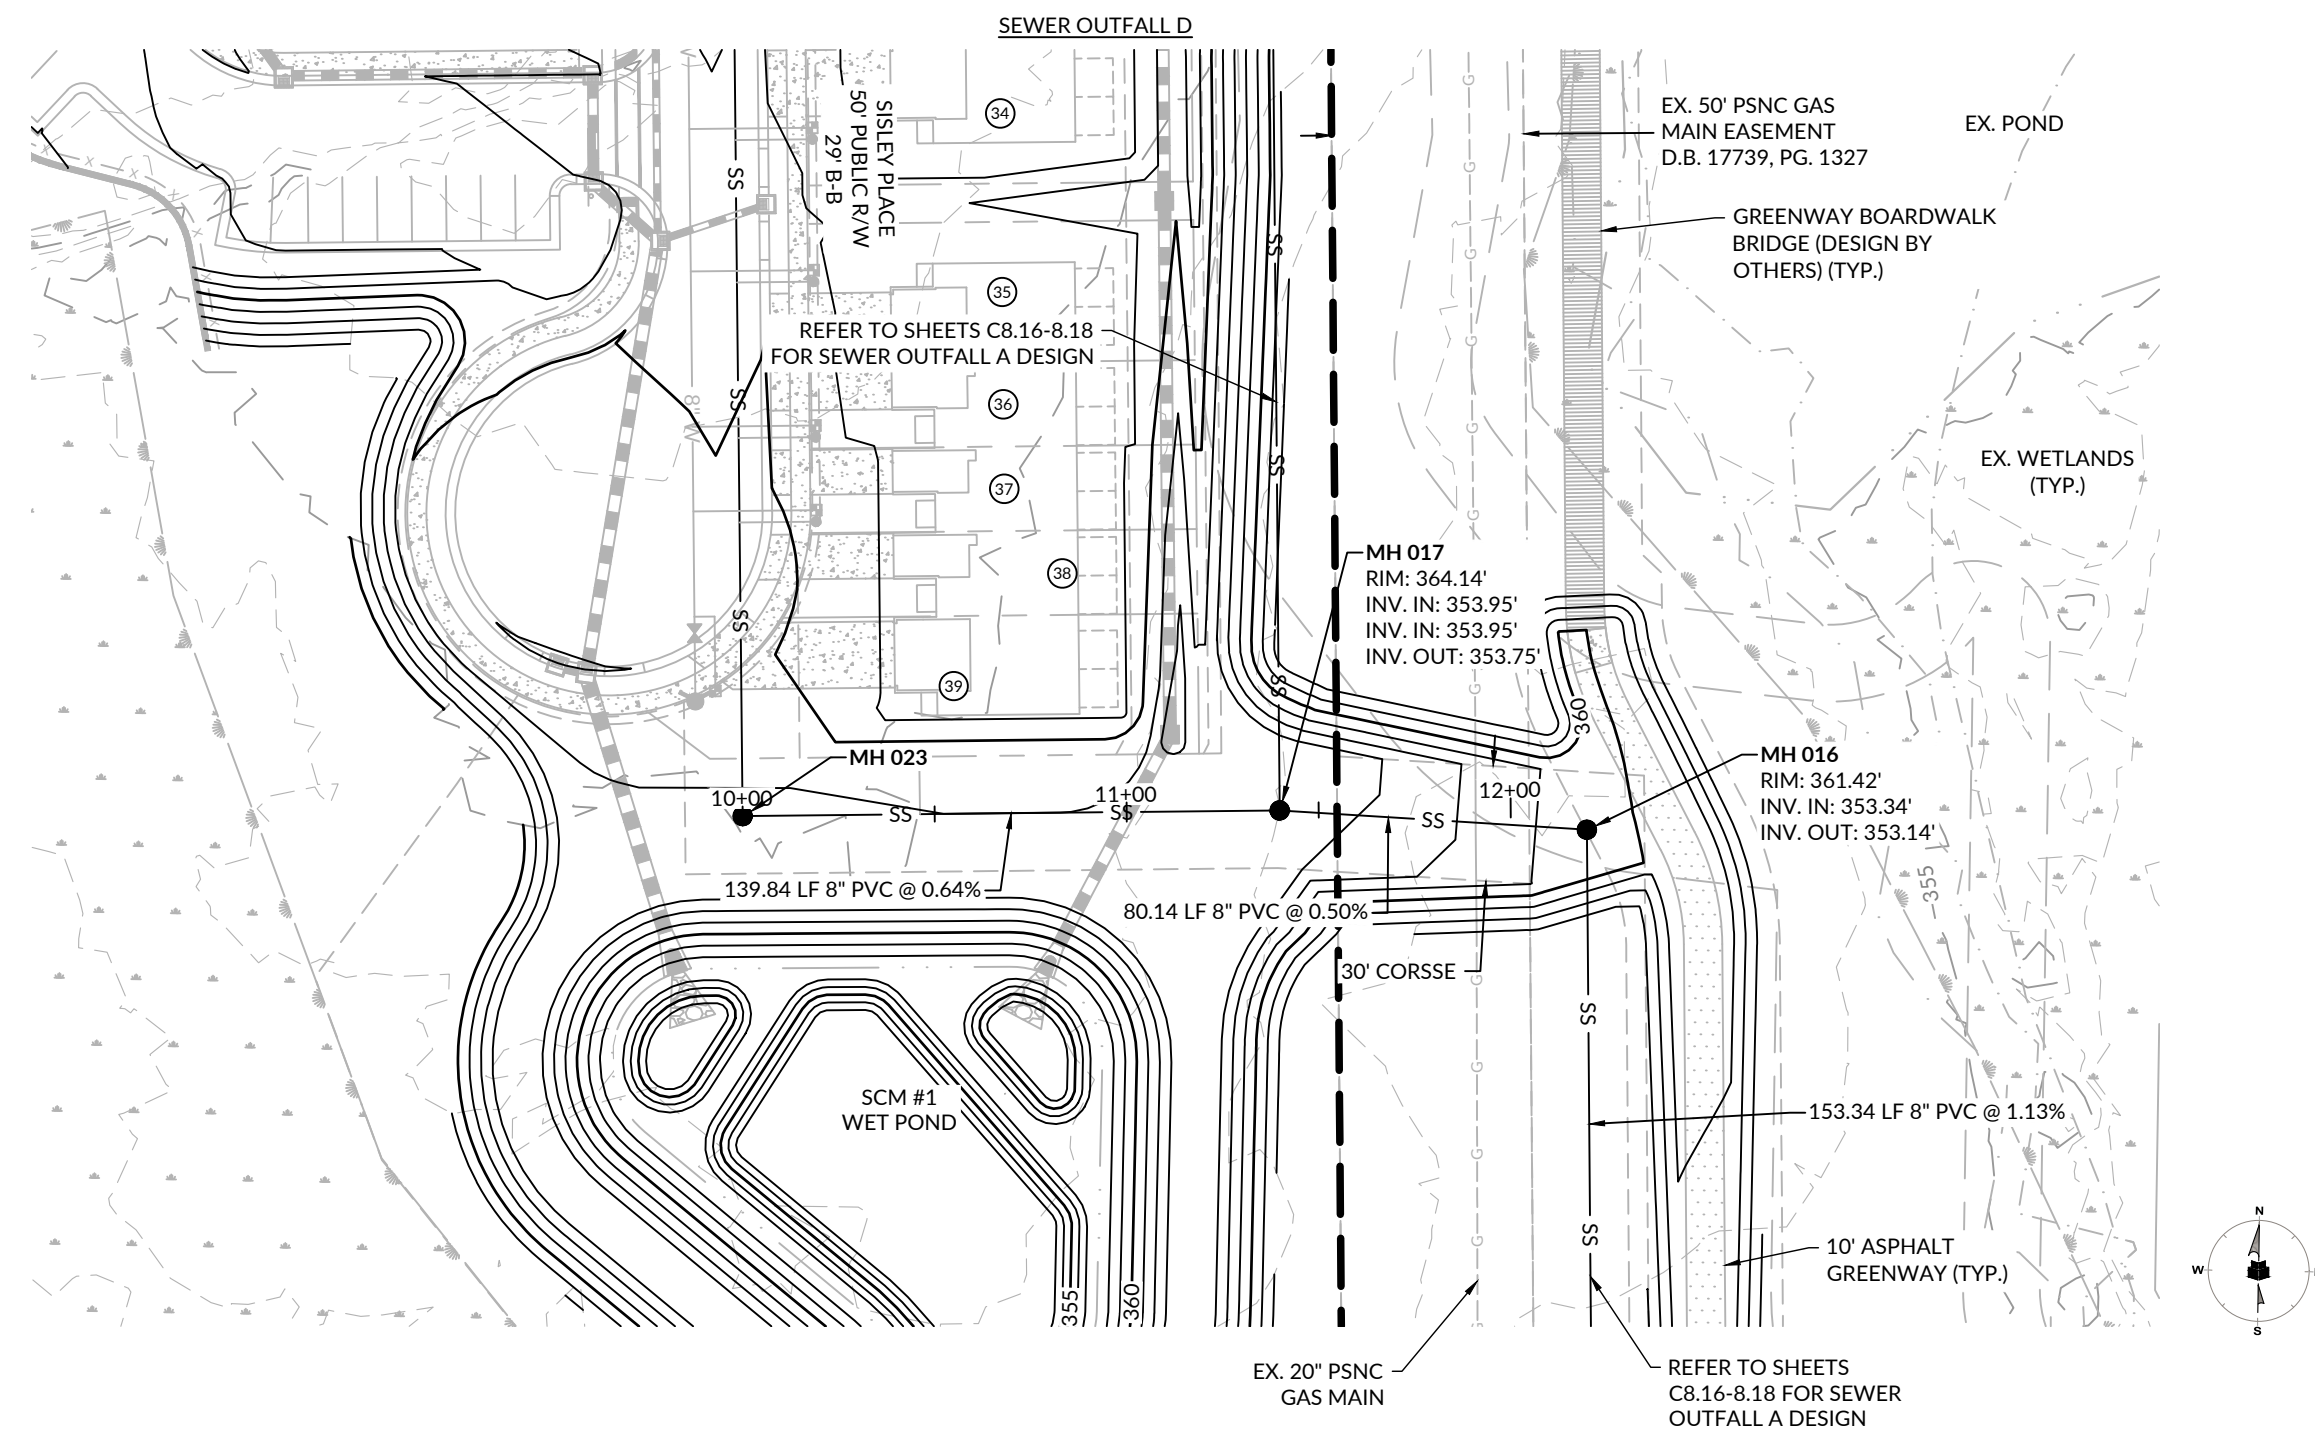 SEWER OUTFALL D
SISLEY PLACE
50' PUBLIC R/W
29' B-B
SS
34
SS
EX. 50' PSNC GAS
MAIN EASEMENT
D.B. 17739, PG. 1327
EX. POND
GREENWAY BOARDWALK
BRIDGE (DESIGN BY
OTHERS) (TYP.)
35
REFER TO SHEETS C8.16-8.18
FOR SEWER OUTFALL A DESIGN
8"W
SS
36
SS
37
EX. WETLANDS
(TYP.)
38
SS
39
SS
MH 017
RIM: 364.14'
INV. IN: 353.95'
INV. IN: 353.95'
INV. OUT: 353.75'
360
MH 023
MH 016
RIM: 361.42'
INV. IN: 353.34'
INV. OUT: 353.14'
10+00
11+00
12+00
SS
SS
SS
139.84 LF 8" PVC @ 0.64%
80.14 LF 8" PVC @ 0.50%
30' CORSSE
355
SS
SCM #1
WET POND
153.34 LF 8" PVC @ 1.13%
SS
355
360
10' ASPHALT
GREENWAY (TYP.)
N
W
S
EX. 20" PSNC
GAS MAIN
REFER TO SHEETS
C8.16-8.18 FOR SEWER
OUTFALL A DESIGN
G
G
G
G
G
G
G
G
G